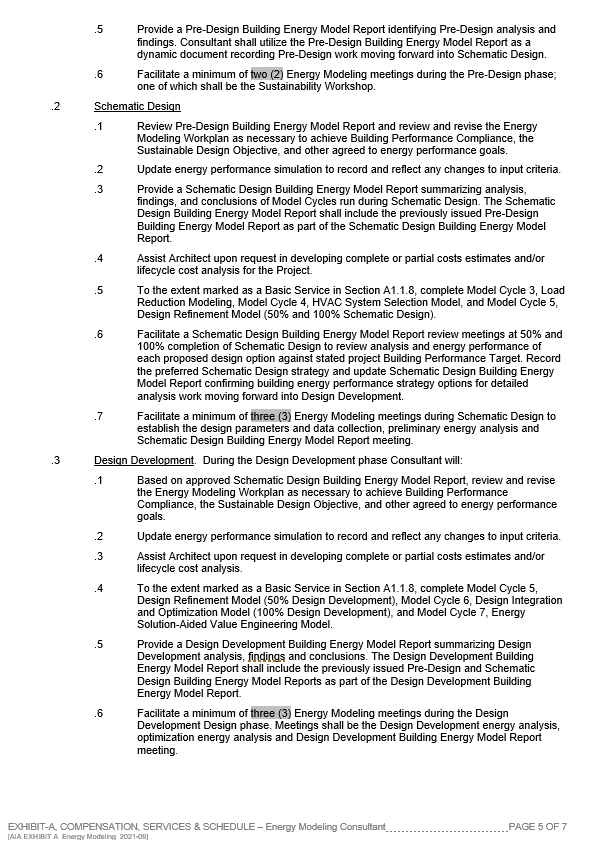 .5 Provide a Pre-Design Building Energy Model Report identifying Pre-Design analysis and
findings. Consultant shall utilize the Pre-Design Building Energy Model Report as a
dynamic document recording Pre-Design work moving forward into Schematic Design.
.6 Facilitate a minimum of two (2) Energy Modeling meetings during the Pre-Design phase;
one of which shall be the Sustainability Workshop.
.2 Schematic Design
.1 Review Pre-Design Building Energy Model Report and review and revise the Energy
Modeling Workplan as necessary to achieve Building Performance Compliance, the
Sustainable Design Objective, and other agreed to energy performance goals.
.2 Update energy performance simulation to record and reflect any changes to input criteria.
.3 Provide a Schematic Design Building Energy Model Report summarizing analysis,
findings, and conclusions of Model Cycles run during Schematic Design. The Schematic
Design Building Energy Model Report shall include the previously issued Pre-Design
Building Energy Model Report as part of the Schematic Design Building Energy Model
Report.
.4 Assist Architect upon request in developing complete or partial costs estimates and/or
lifecycle cost analysis for the Project.
.5 To the extent marked as a Basic Service in Section A1.1.8, complete Model Cycle 3, Load
Reduction Modeling, Model Cycle 4, HVAC System Selection Model, and Model Cycle 5,
Design Refinement Model (50% and 100% Schematic Design).
.6 Facilitate a Schematic Design Building Energy Model Report review meetings at 50% and
100% completion of Schematic Design to review analysis and energy performance of
each proposed design option against stated project Building Performance Target. Record
the preferred Schematic Design strategy and update Schematic Design Building Energy
Model Report confirming building energy performance strategy options for detailed
analysis work moving forward into Design Development.
.7 Facilitate a minimum of three (3) Energy Modeling meetings during Schematic Design to
establish the design parameters and data collection, preliminary energy analysis and
Schematic Design Building Energy Model Report meeting.
.3 Design Development. During the Design Development phase Consultant will:
.1 Based on approved Schematic Design Building Energy Model Report, review and revise
the Energy Modeling Workplan as necessary to achieve Building Performance
Compliance, the Sustainable Design Objective, and other agreed to energy performance
goals.
.2 Update energy performance simulation to record and reflect any changes to input criteria.
.3 Assist Architect upon request in developing complete or partial costs estimates and/or
lifecycle cost analysis.
.4 To the extent marked as a Basic Service in Section A1.1.8, complete Model Cycle 5,
Design Refinement Model (50% Design Development), Model Cycle 6, Design Integration
and Optimization Model (100% Design Development), and Model Cycle 7, Energy
Solution-Aided Value Engineering Model.
.5 Provide a Design Development Building Energy Model Report summarizing Design
Development analysis, findings and conclusions. The Design Development Building
Energy Model Report shall include the previously issued Pre-Design and Schematic
Design Building Energy Model Reports as part of the Design Development Building
Energy Model Report.
.6 Facilitate a minimum of three (3) Energy Modeling meetings during the Design
Development Design phase. Meetings shall be the Design Development energy analysis,
optimization energy analysis and Design Development Building Energy Model Report
meeting.
EXHIBIT-A, COMPENSATION, SERVICES & SCHEDULE – Energy Modeling Consultant PAGE 5 OF 7
[AIA EXHIBIT A_Energy Modeling_2021-09]